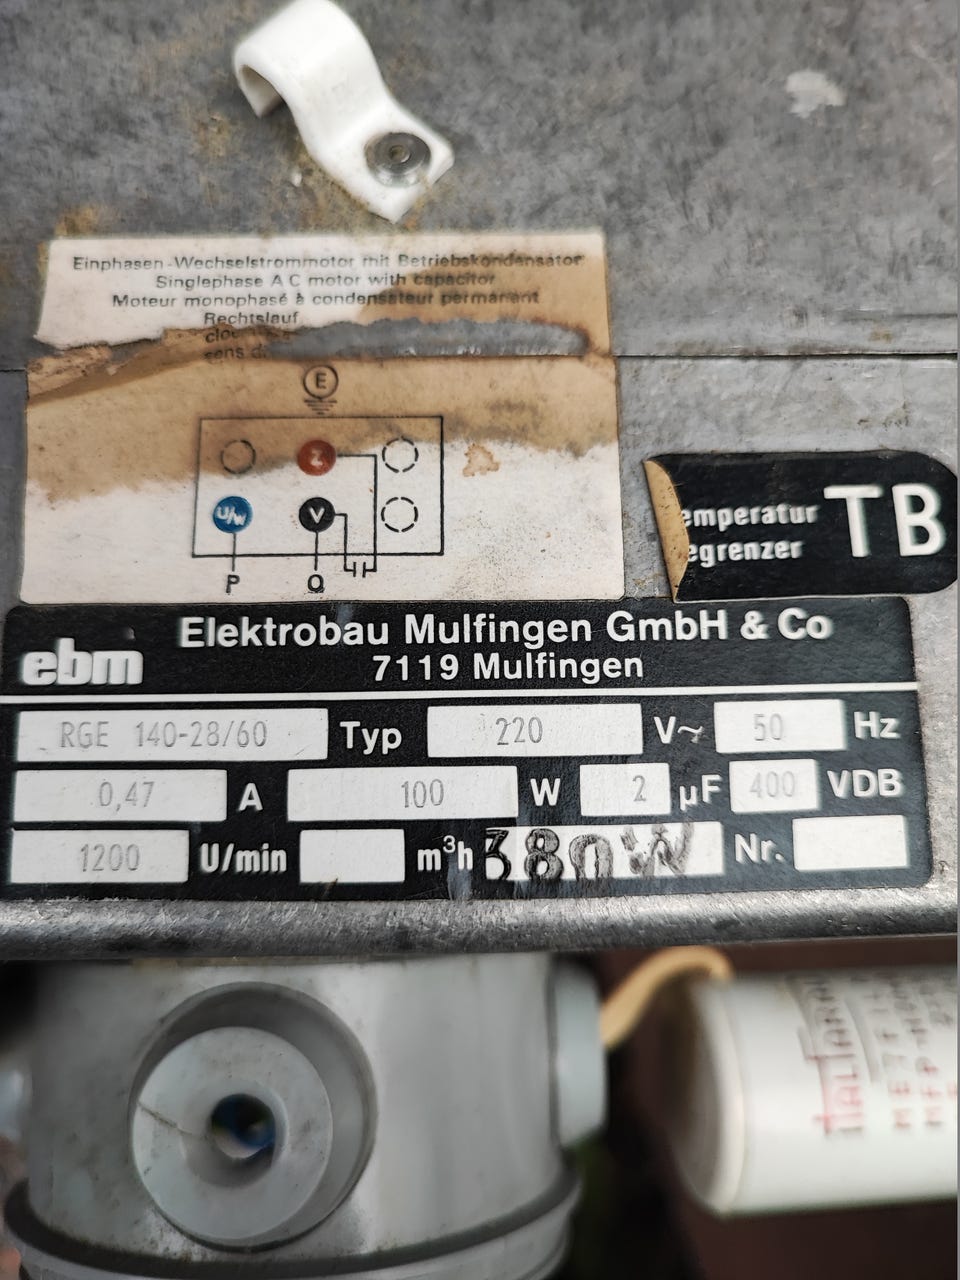 Einphasen-Wechselstrommotor mit Betriebskondensator
Singlephase A C motor with capacitor
Moteur monophasé à condensateur permanent
Rechtslauf
sens
E
Z
U/W
V
P
Q
TB
ebm
Elektrobau Mulfingen GmbH & Co
7119 Mulfingen
RGE 140-28/60 Typ 220 V~ 50 Hz
0,47 A 100 W 2 µF 400 VDB
1200 U/min m³h 380W Nr.